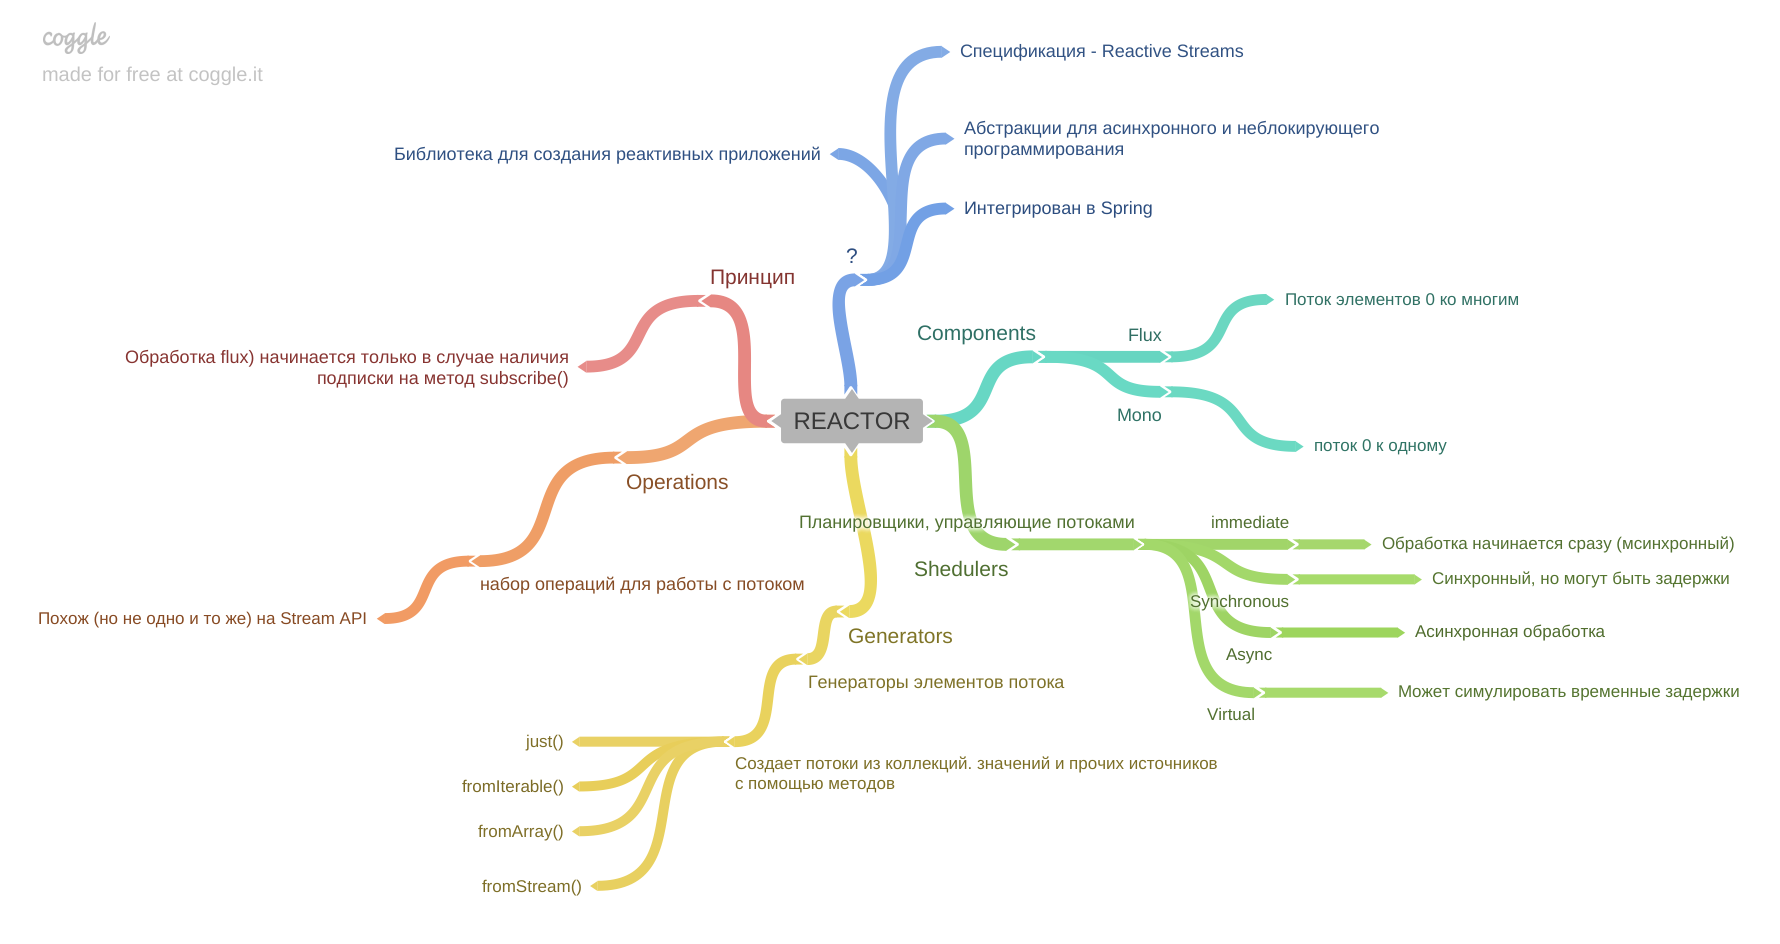 coggle
made for free at coggle.it
Спецификация - Reactive Streams
Абстракции для асинхронного и неблокирующего
программирования
Библиотека для создания реактивных приложений
Интегрирован в Spring
?
Принцип
Обработка flux) начинается только в случае наличия
подписки на метод subscribe()
Components
Flux
Поток элементов 0 ко многим
Mono
поток 0 к одному
REACTOR
Operations
набор операций для работы с потоком
Похож (но не одно и то же) на Stream API
Планировщики, управляющие потоками
Shedulers
immediate
Обработка начинается сразу (мсинхронный)
Synchronous
Синхронный, но могут быть задержки
Async
Асинхронная обработка
Virtual
Может симулировать временные задержки
Generators
Генераторы элементов потока
Создает потоки из коллекций. значений и прочих источников
с помощью методов
just()
fromIterable()
fromArray()
fromStream()